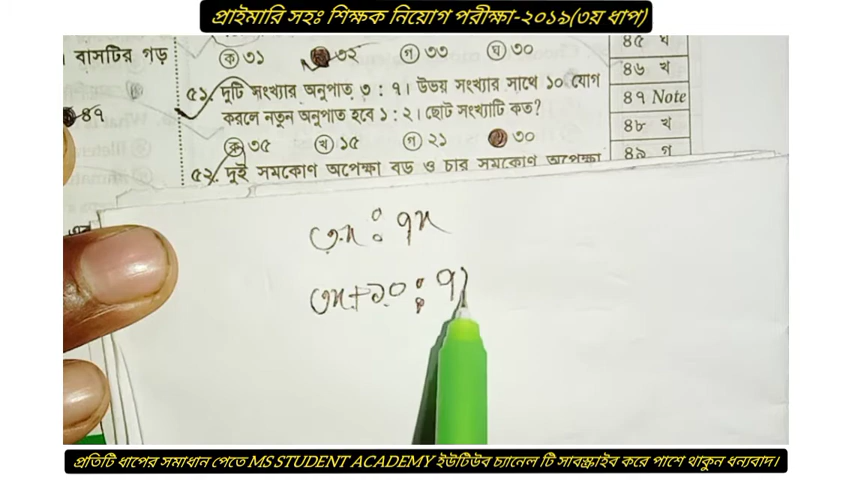 প্রাইমারি সহঃ শিক্ষক নিয়োগ পরীক্ষা-২০১৯(৩য় ধাপ)
বাসটির গড়
ক ৩১ ৩২ গ ৩৩ ঘ ৩০
৫১. দুটি সংখ্যার অনুপাত ৩ : ৭। উভয় সংখ্যার সাথে ১০ যোগ
করলে নতুন অনুপাত হবে ১ : ২। ছোট সংখ্যাটি কত?
৪৭
ক ৩৫ খ ১৫ গ ২১ ৩০
৫২. দুই সমকোণ অপেক্ষা বড় ও চার সমকোণ অপেক্ষা
৪৫ ঘ
৪৬ খ
৪৭ Note
৪৮ খ
৪৯ গ
৩x : ৭x
৩x+১০ : ৭
প্রতিটি ধাপের সমাধান পেতে MS STUDENT ACADEMY ইউটিউব চ্যানেল টি সাবস্ক্রাইব করে পাশে থাকুন ধন্যবাদ।